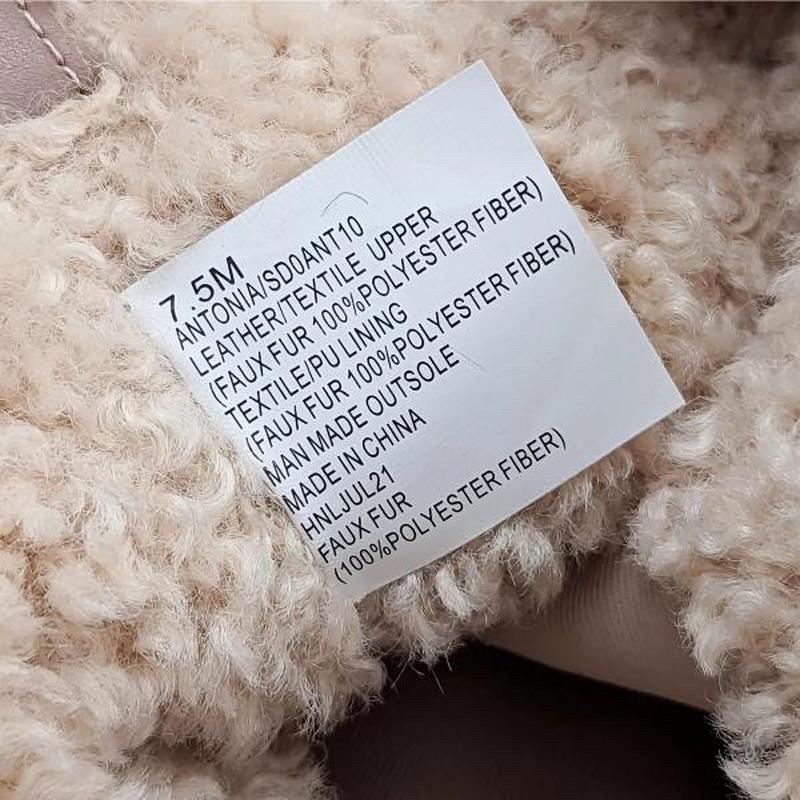 7.5M
ANTONIA/SD0ANT10
LEATHER/TEXTILE UPPER
(FAUX FUR 100%POLYESTER FIBER)
TEXTILE/PU LINING
(FAUX FUR 100%POLYESTER FIBER)
MAN MADE OUTSOLE
MADE IN CHINA
HNLJUL21
FAUX FUR
(100%POLYESTER FIBER)